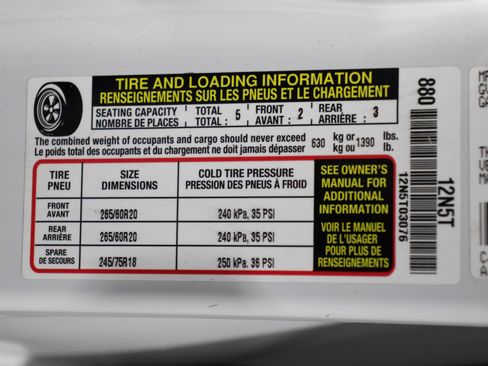 TIRE AND LOADING INFORMATION
RENSEIGNEMENTS SUR LES PNEUS ET LE CHARGEMENT
SEATING CAPACITY TOTAL FRONT REAR
NOMBRE DE PLACES TOTAL : 5 AVANT : 2 ARRIÈRE : 3
The combined weight of occupants and cargo should never exceed 630 kg or 1390 lbs.
Le poids total des occupants et du chargement ne doit jamais dépasser kg ou lb.
TIRE SIZE COLD TIRE PRESSURE
PNEU DIMENSIONS PRESSION DES PNEUS À FROID
FRONT
AVANT 265/60R20 240 kPa, 35 PSI
REAR
ARRIÈRE 265/60R20 240 kPa, 35 PSI
SPARE
DE SECOURS 245/75R18 250 kPa. 36 PSI
SEE OWNER'S
MANUAL FOR
ADDITIONAL
INFORMATION
VOIR LE MANUEL
DE L'USAGER
POUR PLUS DE
RENSEIGNEMENTS
880
12N5T03076
12N5T